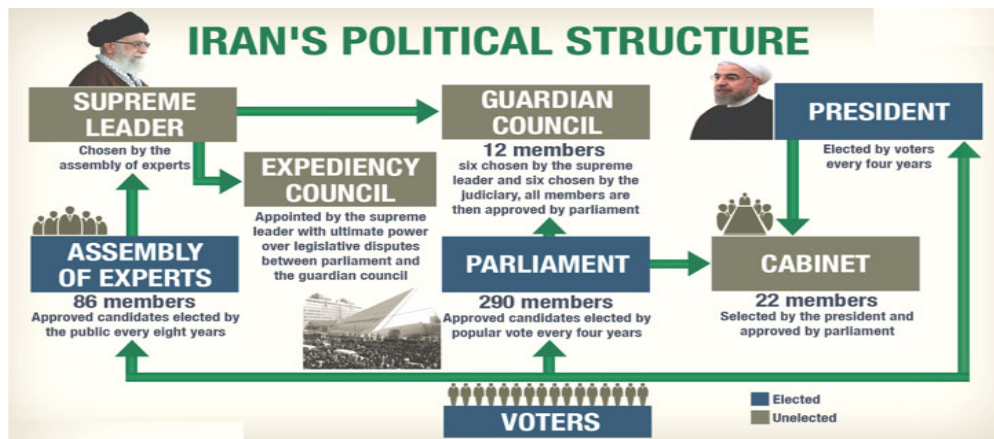 IRAN'S POLITICAL STRUCTURE
SUPREME
LEADER
Chosen by the
assembly of experts
EXPEDIENCY
COUNCIL
Appointed by the supreme
leader with ultimate power
over legislative disputes
between parliament and
the guardian council
GUARDIAN
COUNCIL
12 members
six chosen by the supreme
leader and six chosen by the
judiciary, all members are
then approved by parliament
PRESIDENT
Elected by voters
every four years
ASSEMBLY
OF EXPERTS
86 members
Approved candidates elected by
the public every eight years
PARLIAMENT
290 members
Approved candidates elected by
popular vote every four years
CABINET
22 members
Selected by the president and
approved by parliament
VOTERS
Elected
Unelected